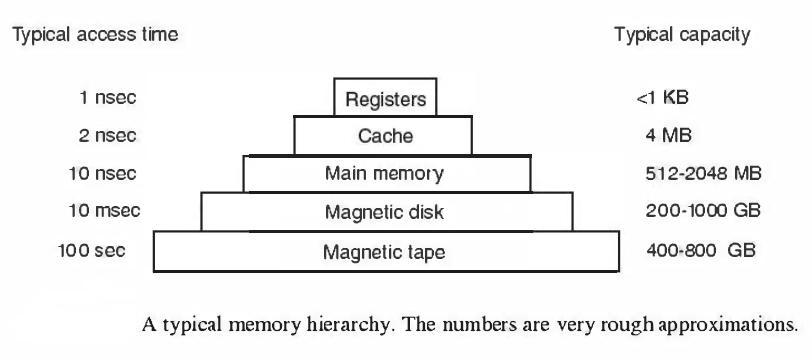 Typical access time Typical capacity
1 nsec Registers <1 KB
2 nsec Cache 4 MB
10 nsec Main memory 512-2048 MB
10 msec Magnetic disk 200-1000 GB
100 sec Magnetic tape 400-800 GB
A typical memory hierarchy. The numbers are very rough approximations.